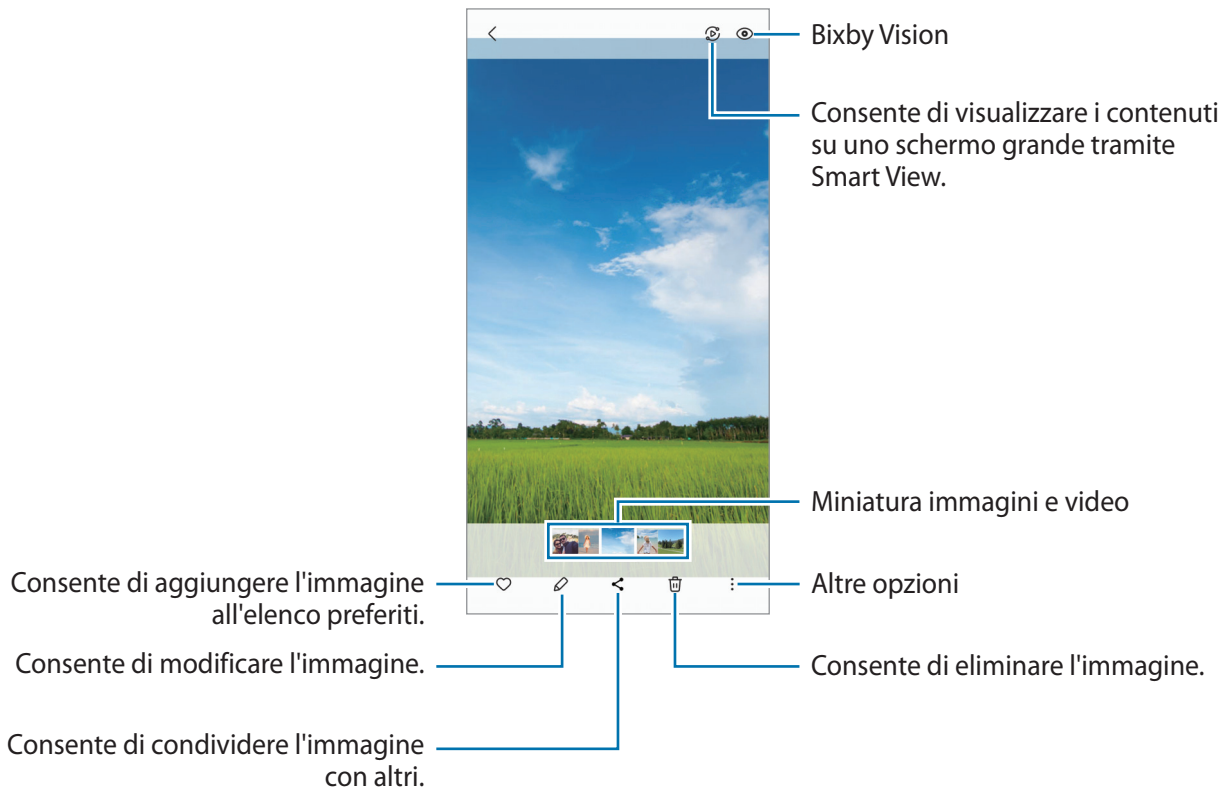 Bixby Vision
Consente di visualizzare i contenuti
su uno schermo grande tramite
Smart View.
Miniatura immagini e video
Consente di aggiungere l'immagine
all'elenco preferiti.
Altre opzioni
Consente di modificare l'immagine.
Consente di eliminare l'immagine.
Consente di condividere l'immagine
con altri.